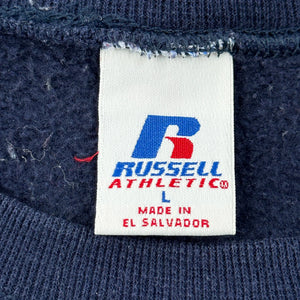 R
RUSSELL
ATHLETIC
L
MADE IN
EL SALVADOR